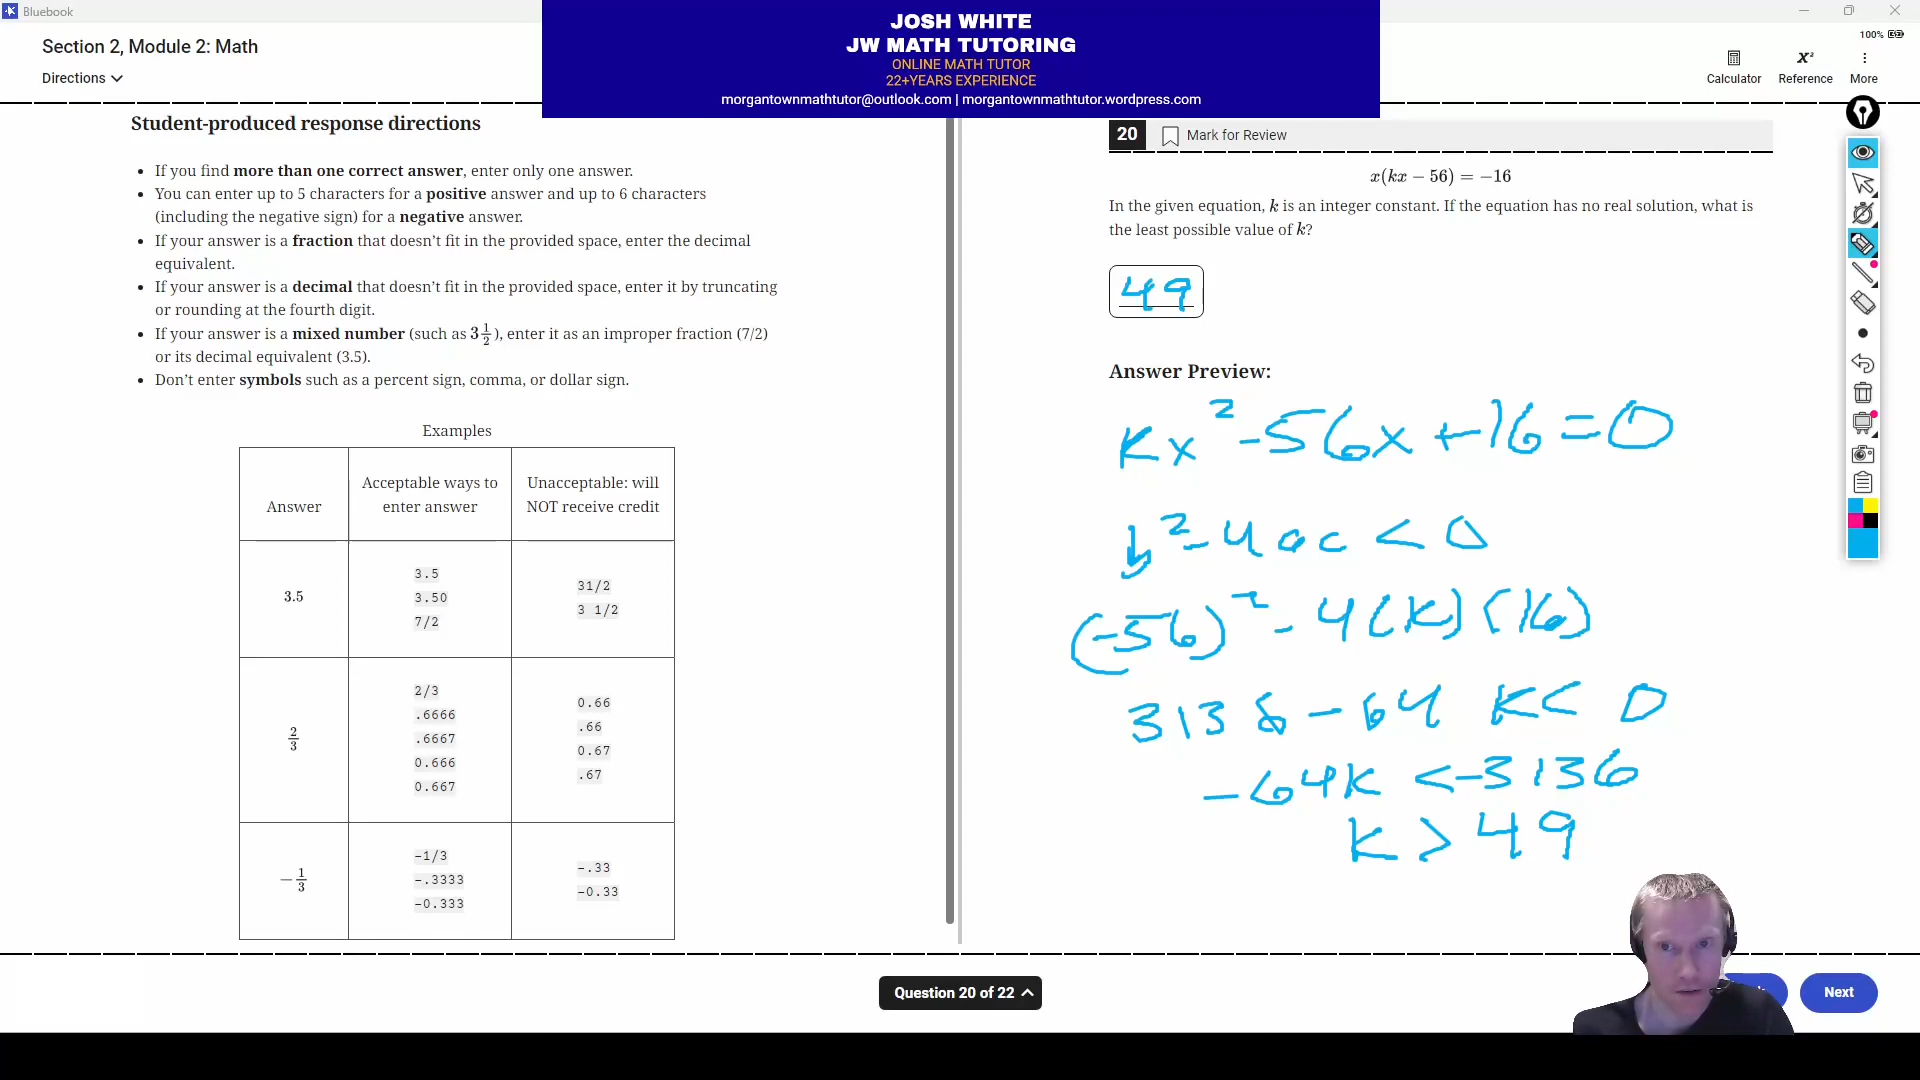 Bluebook
Section 2, Module 2: Math
Directions
JOSH WHITE
JW MATH TUTORING
ONLINE MATH TUTOR
22+YEARS EXPERIENCE
morgantownmathtutor@outlook.com | morgantownmathtutor.wordpress.com
100%
Calculator
Reference
More
Student-produced response directions
• If you find more than one correct answer, enter only one answer.
• You can enter up to 5 characters for a positive answer and up to 6 characters
(including the negative sign) for a negative answer.
• If your answer is a fraction that doesn't fit in the provided space, enter the decimal
equivalent.
• If your answer is a decimal that doesn't fit in the provided space, enter it by truncating
or rounding at the fourth digit.
• If your answer is a mixed number (such as 3 1/2), enter it as an improper fraction (7/2)
or its decimal equivalent (3.5).
• Don't enter symbols such as a percent sign, comma, or dollar sign.
Examples
Answer
Acceptable ways to
enter answer
Unacceptable: will
NOT receive credit
3.5
3.5
3.50
7/2
31/2
3 1/2
2/3
2/3
.6666
.6667
0.666
0.667
0.66
.66
0.67
.67
-1/3
-1/3
-.3333
-0.333
-.33
-0.33
20
Mark for Review
x(kx − 56) = −16
In the given equation, k is an integer constant. If the equation has no real solution, what is
the least possible value of k?
49
Answer Preview:
kx² - 56x + 16 = 0
b² - 4ac < 0
(-56)² - 4(k)(16)
3136 - 64 k < 0
-64k < -3136
k > 49
Question 20 of 22
Next